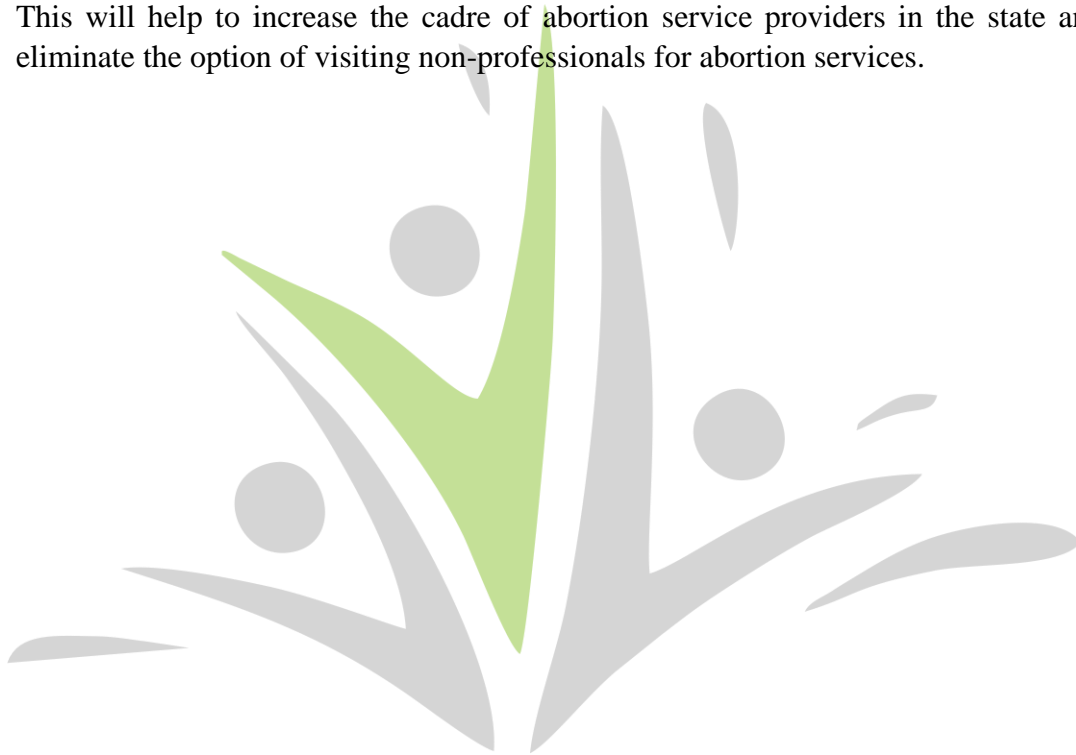 This will help to increase the cadre of abortion service providers in the state
eliminate the option of visiting non-professionals for abortion services.